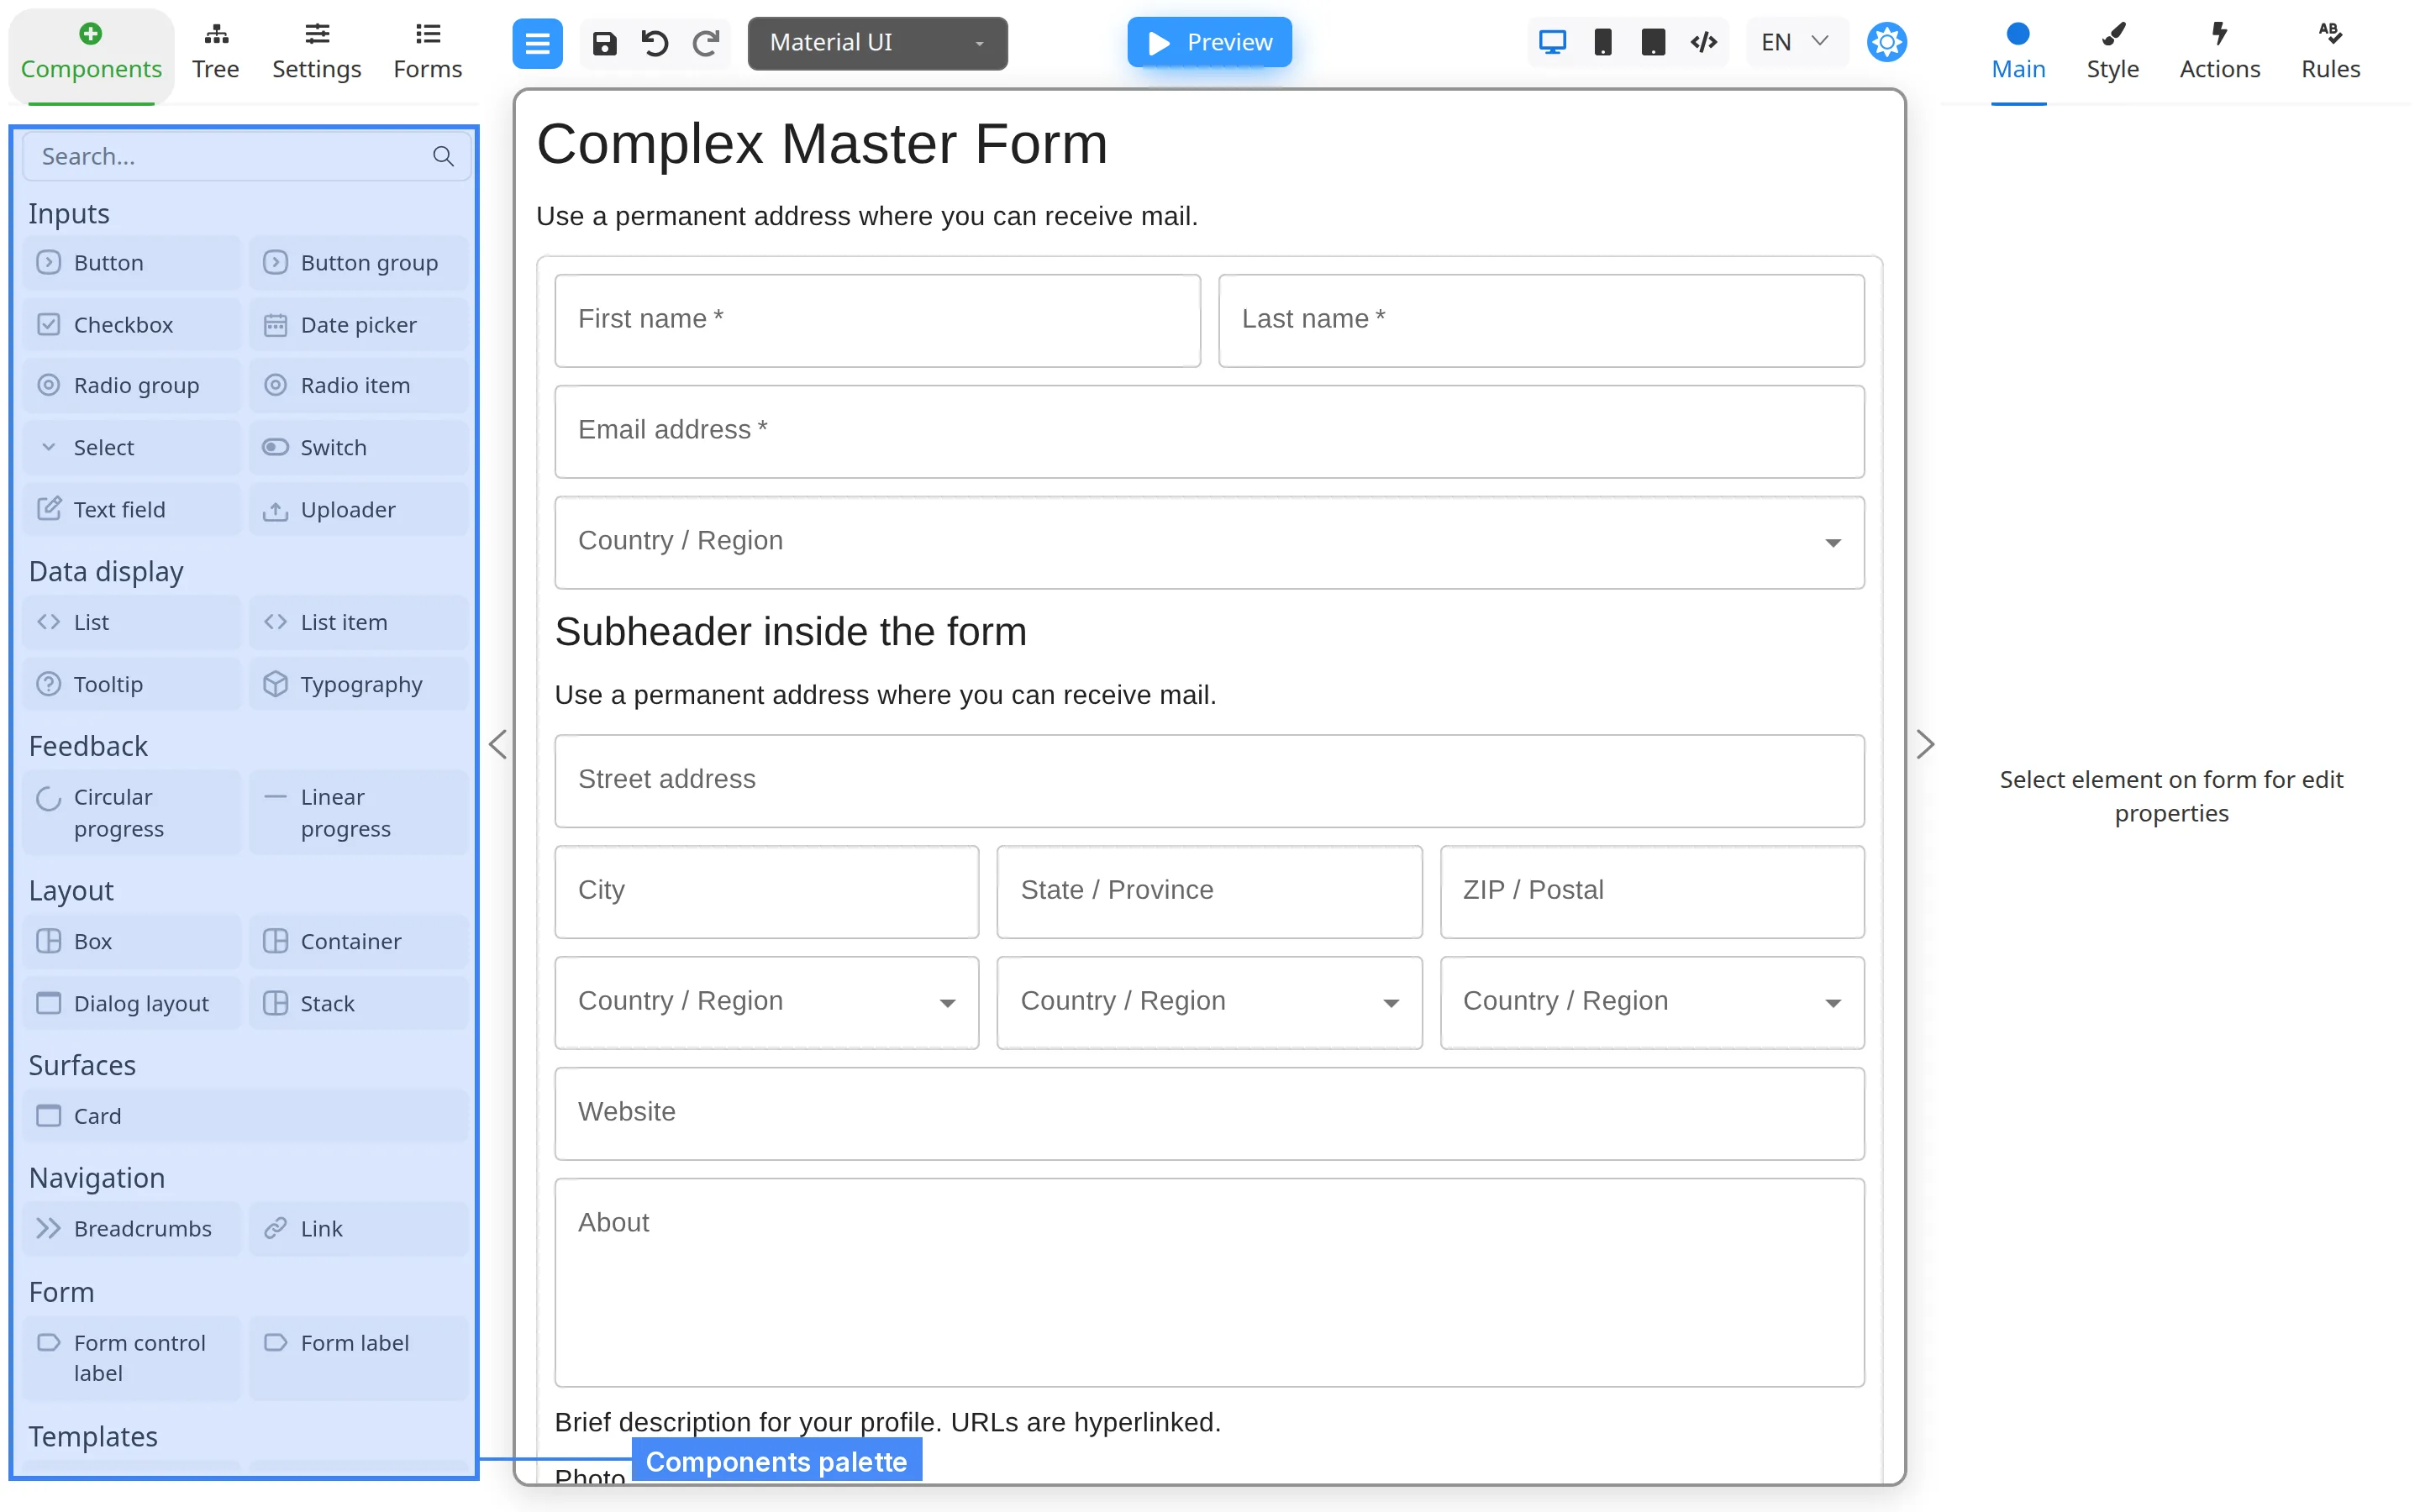 Components
Tree
Settings
Forms
Material UI
Preview
EN
Main
Style
Actions
Rules
Search...
Inputs
Button
Button group
Checkbox
Date picker
Radio group
Radio item
Select
Switch
Text field
Uploader
Data display
List
List item
Tooltip
Typography
Feedback
Circular
progress
Linear
progress
Layout
Box
Container
Dialog layout
Stack
Surfaces
Card
Navigation
Breadcrumbs
Link
Form
Form control
label
Form label
Templates
Complex Master Form
Use a permanent address where you can receive mail.
First name *
Last name *
Email address *
Country / Region
Subheader inside the form
Use a permanent address where you can receive mail.
Street address
City
State / Province
ZIP / Postal
Country / Region
Country / Region
Country / Region
Website
About
Brief description for your profile. URLs are hyperlinked.
Photo
Components palette
Select element on form for edit
properties